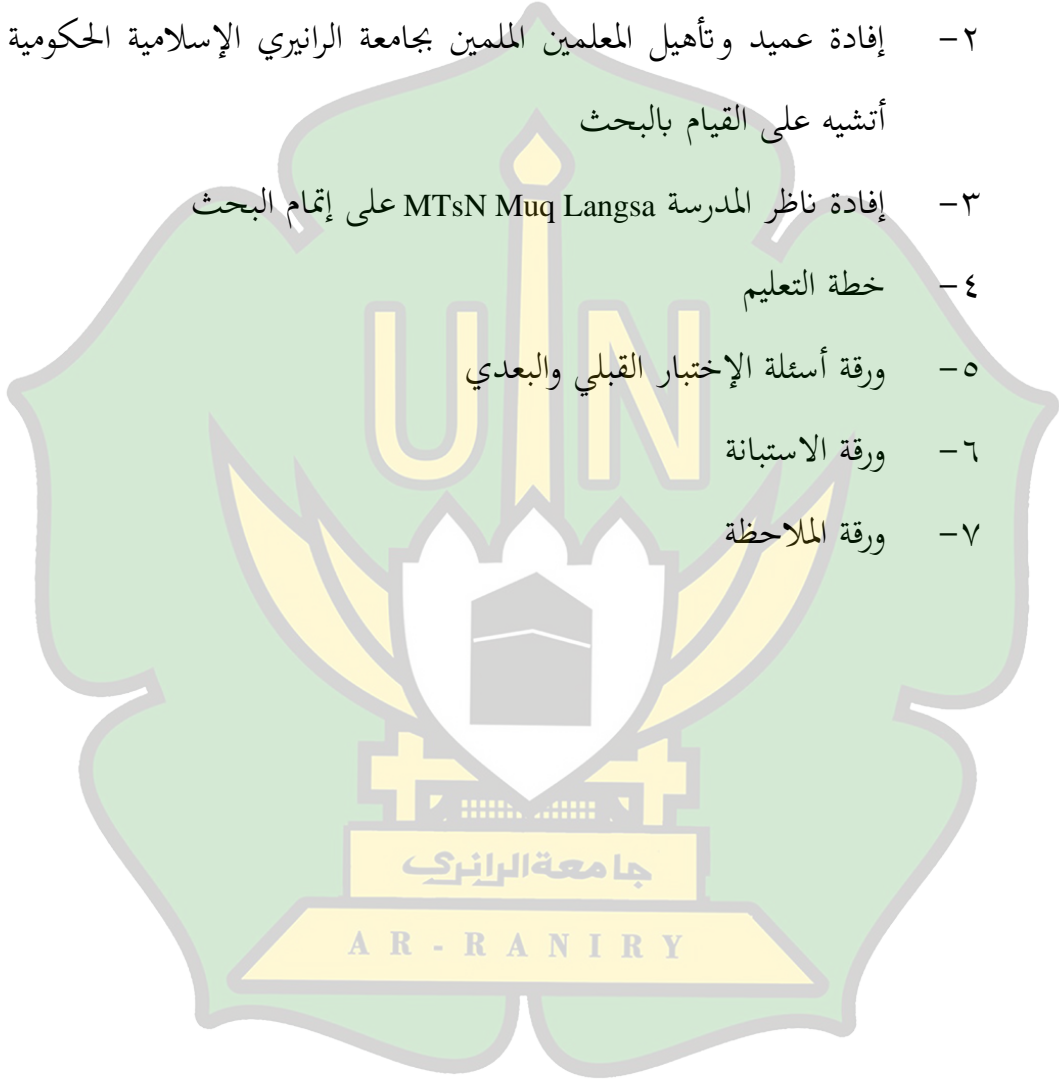 ٢- إفادة عميد وتأهيل المعلمين الملمين بجامعة الرانيري الإسلامية الحكومية
أتشيه على القيام بالبحث
٣- إفادة ناظر المدرسة MTsN Muq Langsa على إتمام البحث
٤- خطة التعليم
٥- ورقة أسئلة الإختبار القبلي والبعدي
٦- ورقة الاستبانة
٧- ورقة الملاحظة
UIN
جامعةالرانري
AR-RANIRY